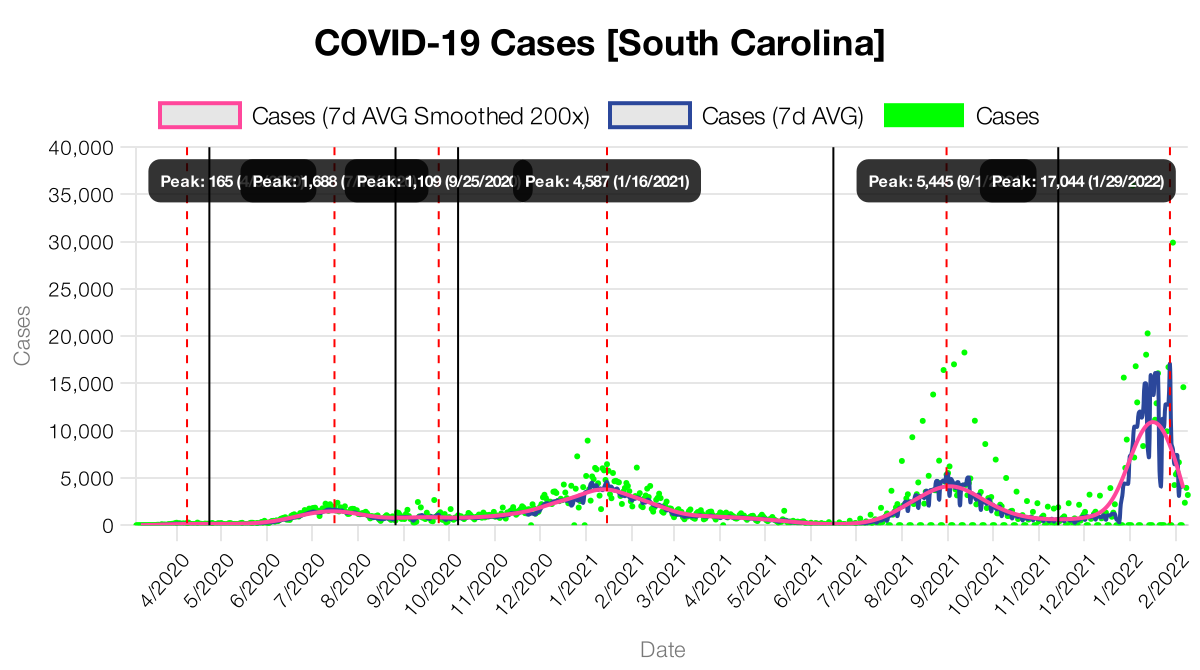 COVID-19 Cases [South Carolina]
Cases (7d AVG Smoothed 200x) Cases (7d AVG) Cases
40,000
Peak: 165 (4/ Peak: 1,688 (7/ Peak: 1,109 (9/25/2020) Peak: 4,587 (1/16/2021) Peak: 5,445 (9/1/ Peak: 17,044 (1/29/2022)
35,000
30,000
25,000
20,000
15,000
10,000
5,000
0
Cases
4/2020 5/2020 6/2020 7/2020 8/2020 9/2020 10/2020 11/2020 12/2020 1/2021 2/2021 3/2021 4/2021 5/2021 6/2021 7/2021 8/2021 9/2021 10/2021 11/2021 12/2021 1/2022 2/2022
Date